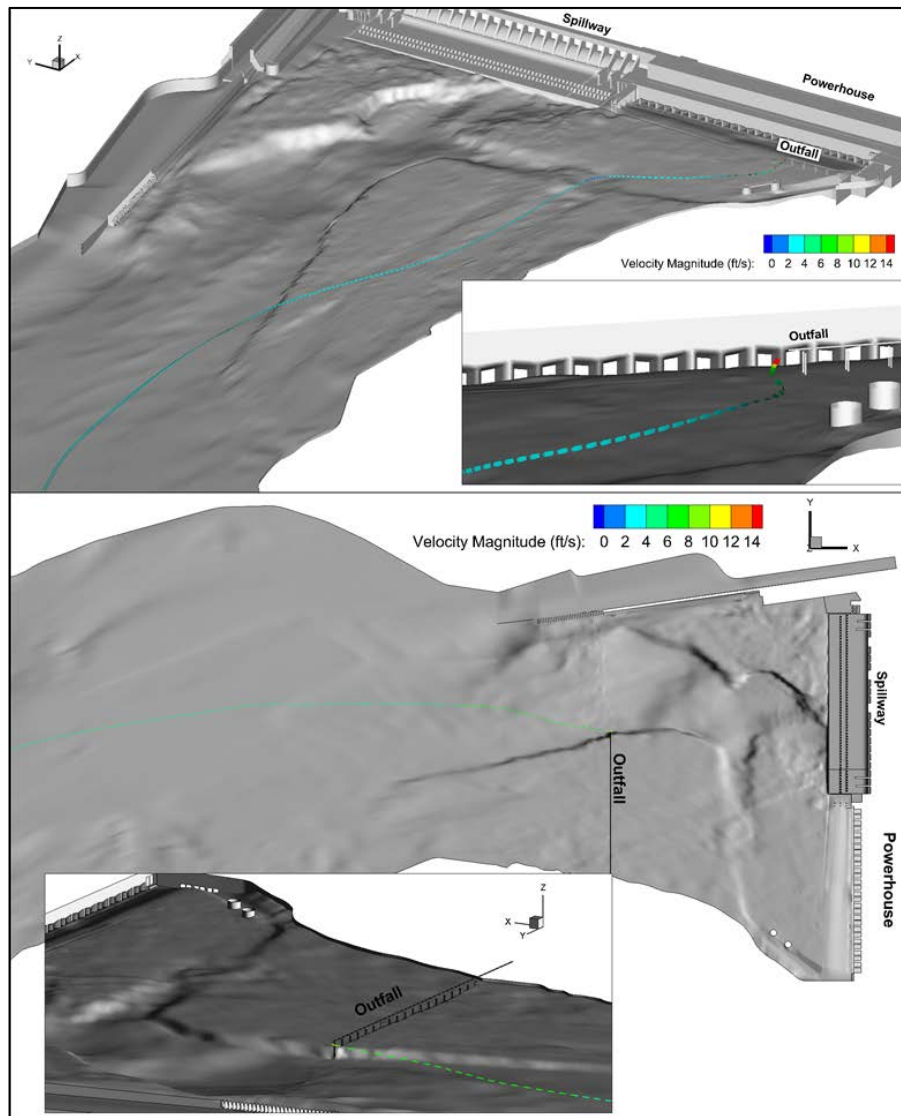 Spillway
Z
Y
X
Powerhouse
Outfall
Velocity Magnitude (ft/s): 0 2 4 6 8 10 12 14
Outfall
Velocity Magnitude (ft/s): 0 2 4 6 8 10 12 14
Y
Z
X
Spillway
Outfall
Powerhouse
Z
X
Y
Outfall